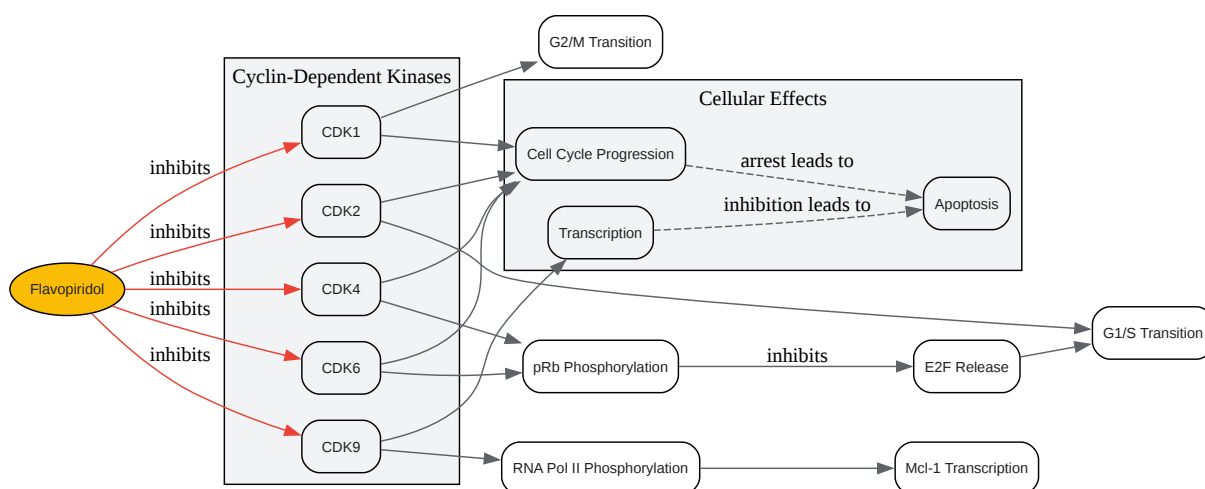 G2/M Transition
Cyclin-Dependent Kinases
Cellular Effects
CDK1
inhibits
Cell Cycle Progression
arrest leads to
CDK2
inhibits
inhibition leads to
Apoptosis
Transcription
Flavopiridol
inhibits
CDK4
inhibits
G1/S Transition
inhibits
CDK6
pRb Phosphorylation
inhibits
E2F Release
CDK9
RNA Pol II Phosphorylation
Mcl-1 Transcription